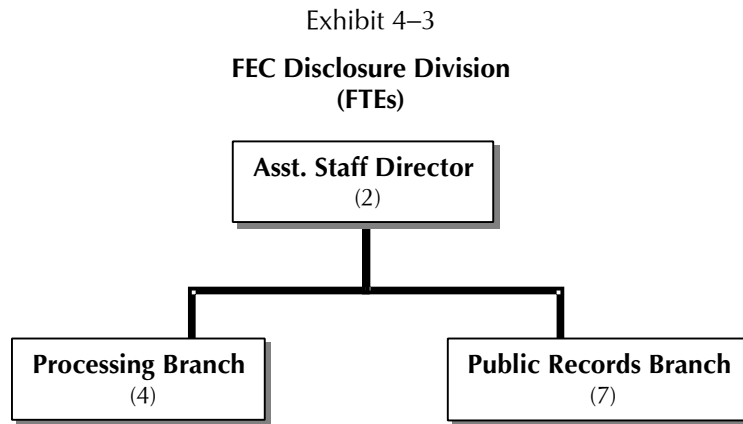 Exhibit 4–3
FEC Disclosure Division
(FTEs)
Asst. Staff Director
(2)
Processing Branch
(4)
Public Records Branch
(7)